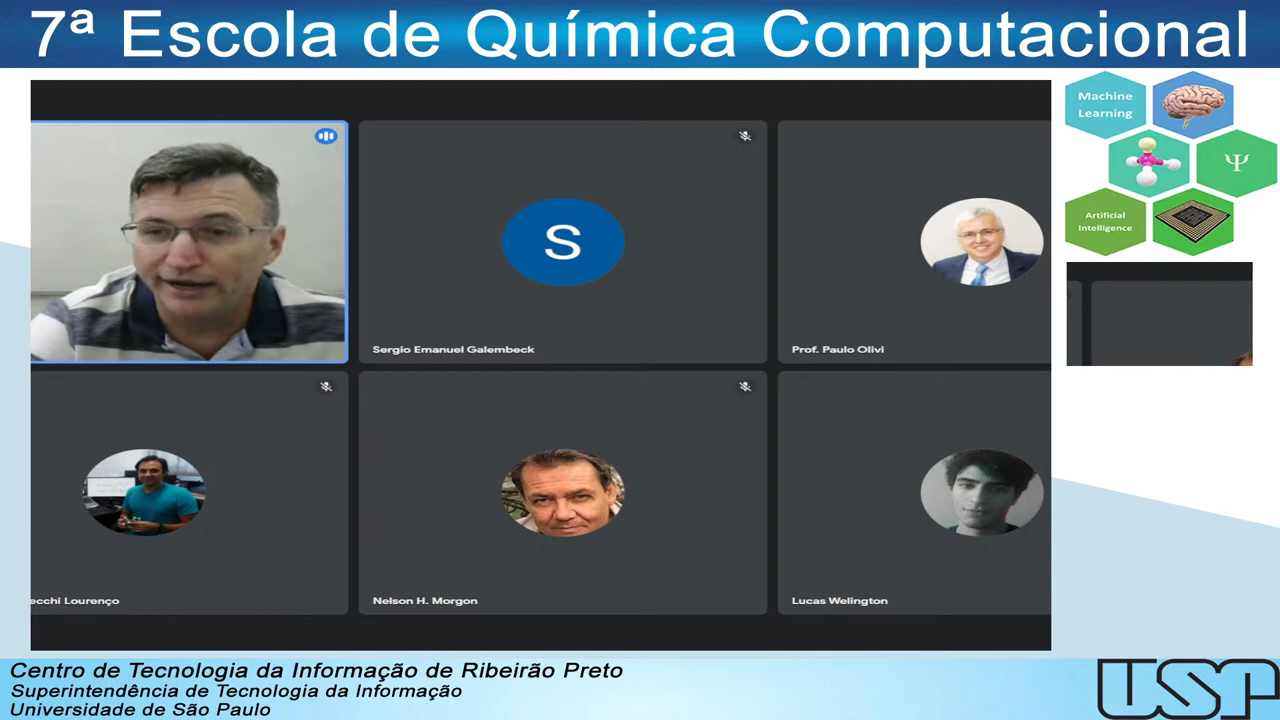 7ª Escola de Química Computacional
Machine
Learning
Ψ
Artificial
Intelligence
S
Sergio Emanuel Galembeck
Prof. Paulo Olivi
ecchi Lourenço
Nelson H. Morgon
Lucas Welington
Centro de Tecnologia da Informação de Ribeirão Preto
Superintendência de Tecnologia da Informação
Universidade de São Paulo
USP